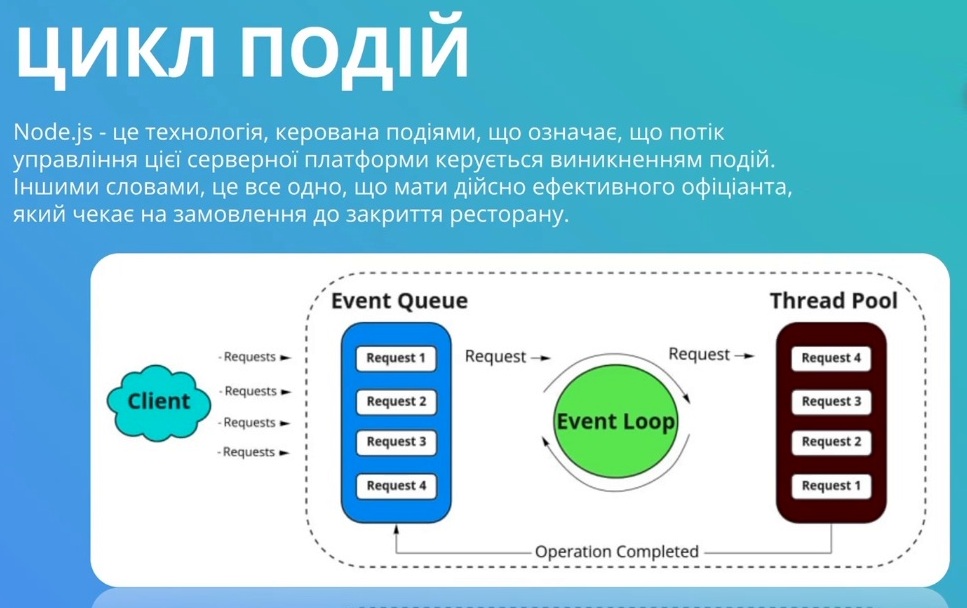 ЦИКЛ ПОДІЙ
Node.js - це технологія, керована подіями, що означає, що потік
управління цієї серверної платформи керується виникненням подій.
Іншими словами, це все одно, що мати дійсно ефективного офіціанта,
який чекає на замовлення до закриття ресторану.
Event Queue
Thread Pool
Client
- Requests
- Requests
- Requests
- Requests
Request 1
Request 2
Request 3
Request 4
Request
Event Loop
Request
Request 4
Request 3
Request 2
Request 1
Operation Completed